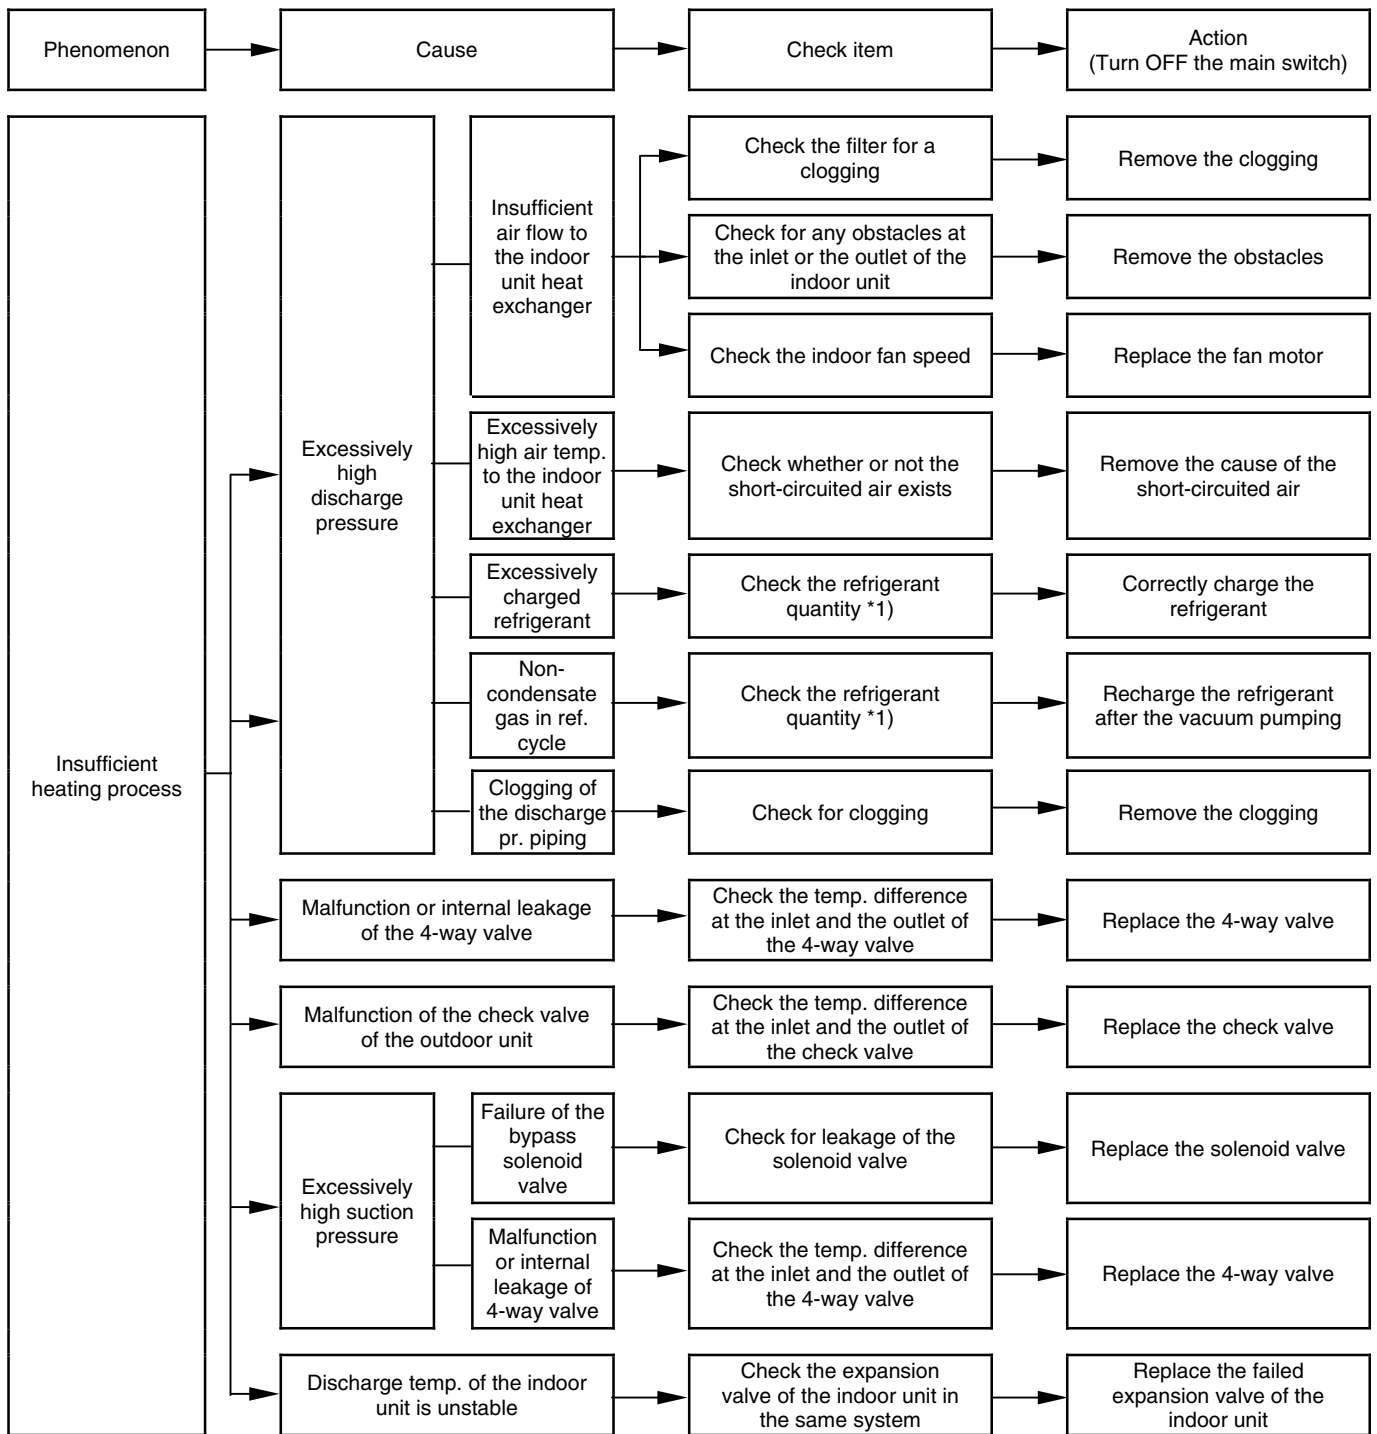 Phenomenon
Cause
Check item
Action
(Turn OFF the main switch)
Insufficient
heating process
Excessively
high
discharge
pressure
Insufficient
air flow to
the indoor
unit heat
exchanger
Check the filter for a
clogging
Remove the clogging
Check for any obstacles at
the inlet or the outlet of the
indoor unit
Remove the obstacles
Check the indoor fan speed
Replace the fan motor
Excessively
high air temp.
to the indoor
unit heat
exchanger
Check whether or not the
short-circuited air exists
Remove the cause of the
short-circuited air
Excessively
charged
refrigerant
Check the refrigerant
quantity *1)
Correctly charge the
refrigerant
Non-
condensate
gas in ref.
cycle
Check the refrigerant
quantity *1)
Recharge the refrigerant
after the vacuum pumping
Clogging of
the discharge
pr. piping
Check for clogging
Remove the clogging
Malfunction or internal leakage
of the 4-way valve
Check the temp. difference
at the inlet and the outlet of
the 4-way valve
Replace the 4-way valve
Malfunction of the check valve
of the outdoor unit
Check the temp. difference
at the inlet and the outlet of
the check valve
Replace the check valve
Excessively
high suction
pressure
Failure of the
bypass
solenoid
valve
Check for leakage of the
solenoid valve
Replace the solenoid valve
Malfunction
or internal
leakage of
4-way valve
Check the temp. difference
at the inlet and the outlet of
the 4-way valve
Replace the 4-way valve
Discharge temp. of the indoor
unit is unstable
Check the expansion
valve of the indoor unit in
the same system
Replace the failed
expansion valve of the
indoor unit